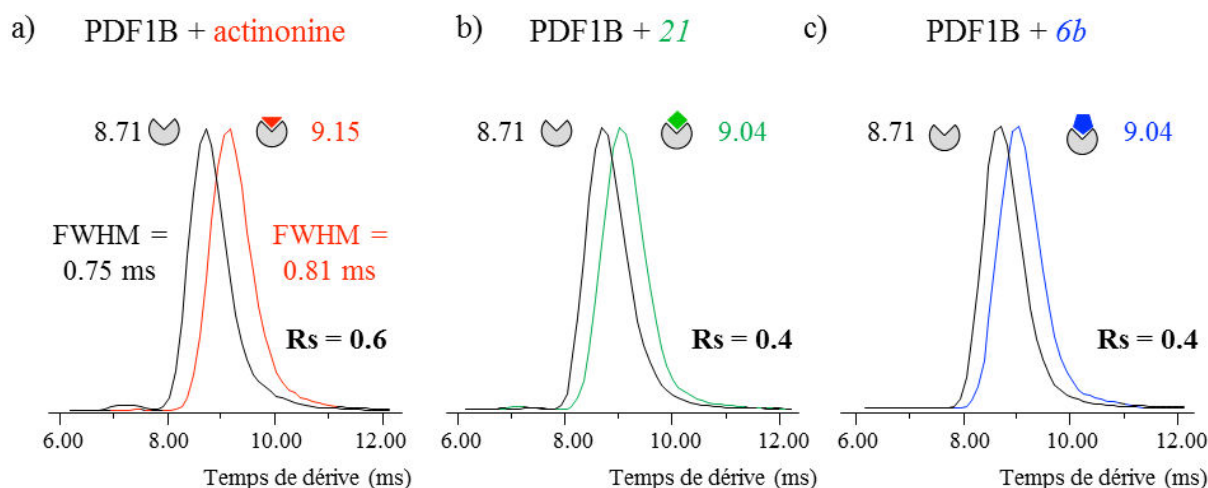 a) PDF1B + actinonine
8.71
9.15
FWHM =
0.75 ms
FWHM =
0.81 ms
Rs = 0.6
6.00 8.00 10.00 12.00
Temps de dérive (ms)
b) PDF1B + 21
8.71
9.04
Rs = 0.4
6.00 8.00 10.00 12.00
Temps de dérive (ms)
c) PDF1B + 6b
8.71
9.04
Rs = 0.4
6.00 8.00 10.00 12.00
Temps de dérive (ms)